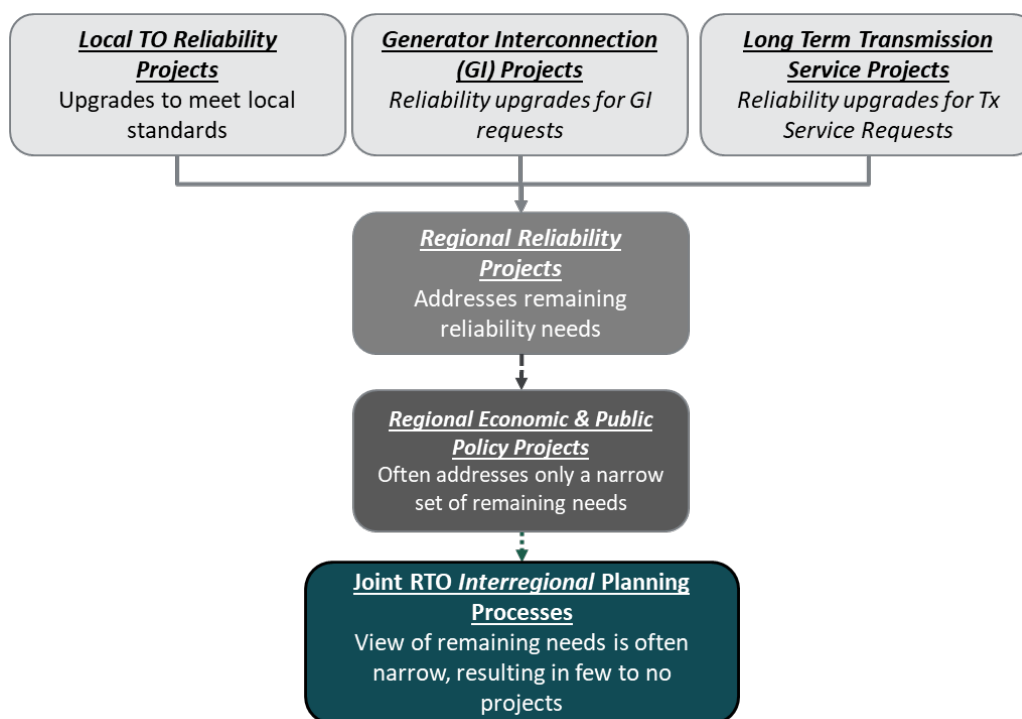 Local TO Reliability
Projects
Upgrades to meet local
standards
Generator Interconnection
(GI) Projects
Reliability upgrades for GI
requests
Long Term Transmission
Service Projects
Reliability upgrades for Tx
Service Requests
Regional Reliability
Projects
Addresses remaining
reliability needs
Regional Economic & Public
Policy Projects
Often addresses only a narrow
set of remaining needs
Joint RTO Interregional Planning
Processes
View of remaining needs is often
narrow, resulting in few to no
projects